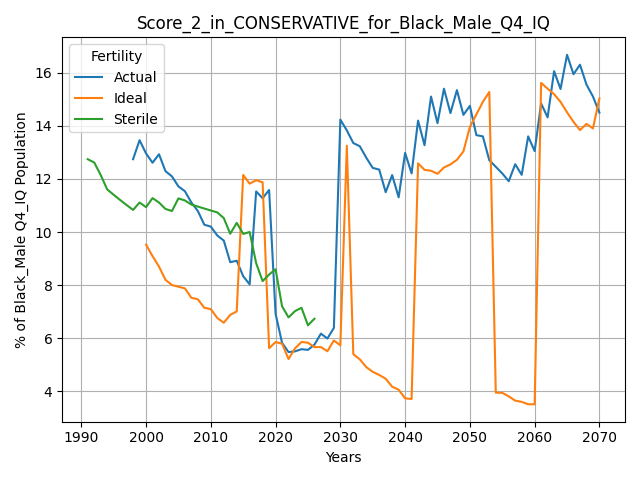 Score_2_in_CONSERVATIVE_for_Black_Male_Q4_IQ
Fertility
Actual
Ideal
Sterile
% of Black_Male Q4_IQ Population
16
14
12
10
8
6
4
1990 2000 2010 2020 2030 2040 2050 2060 2070
Years